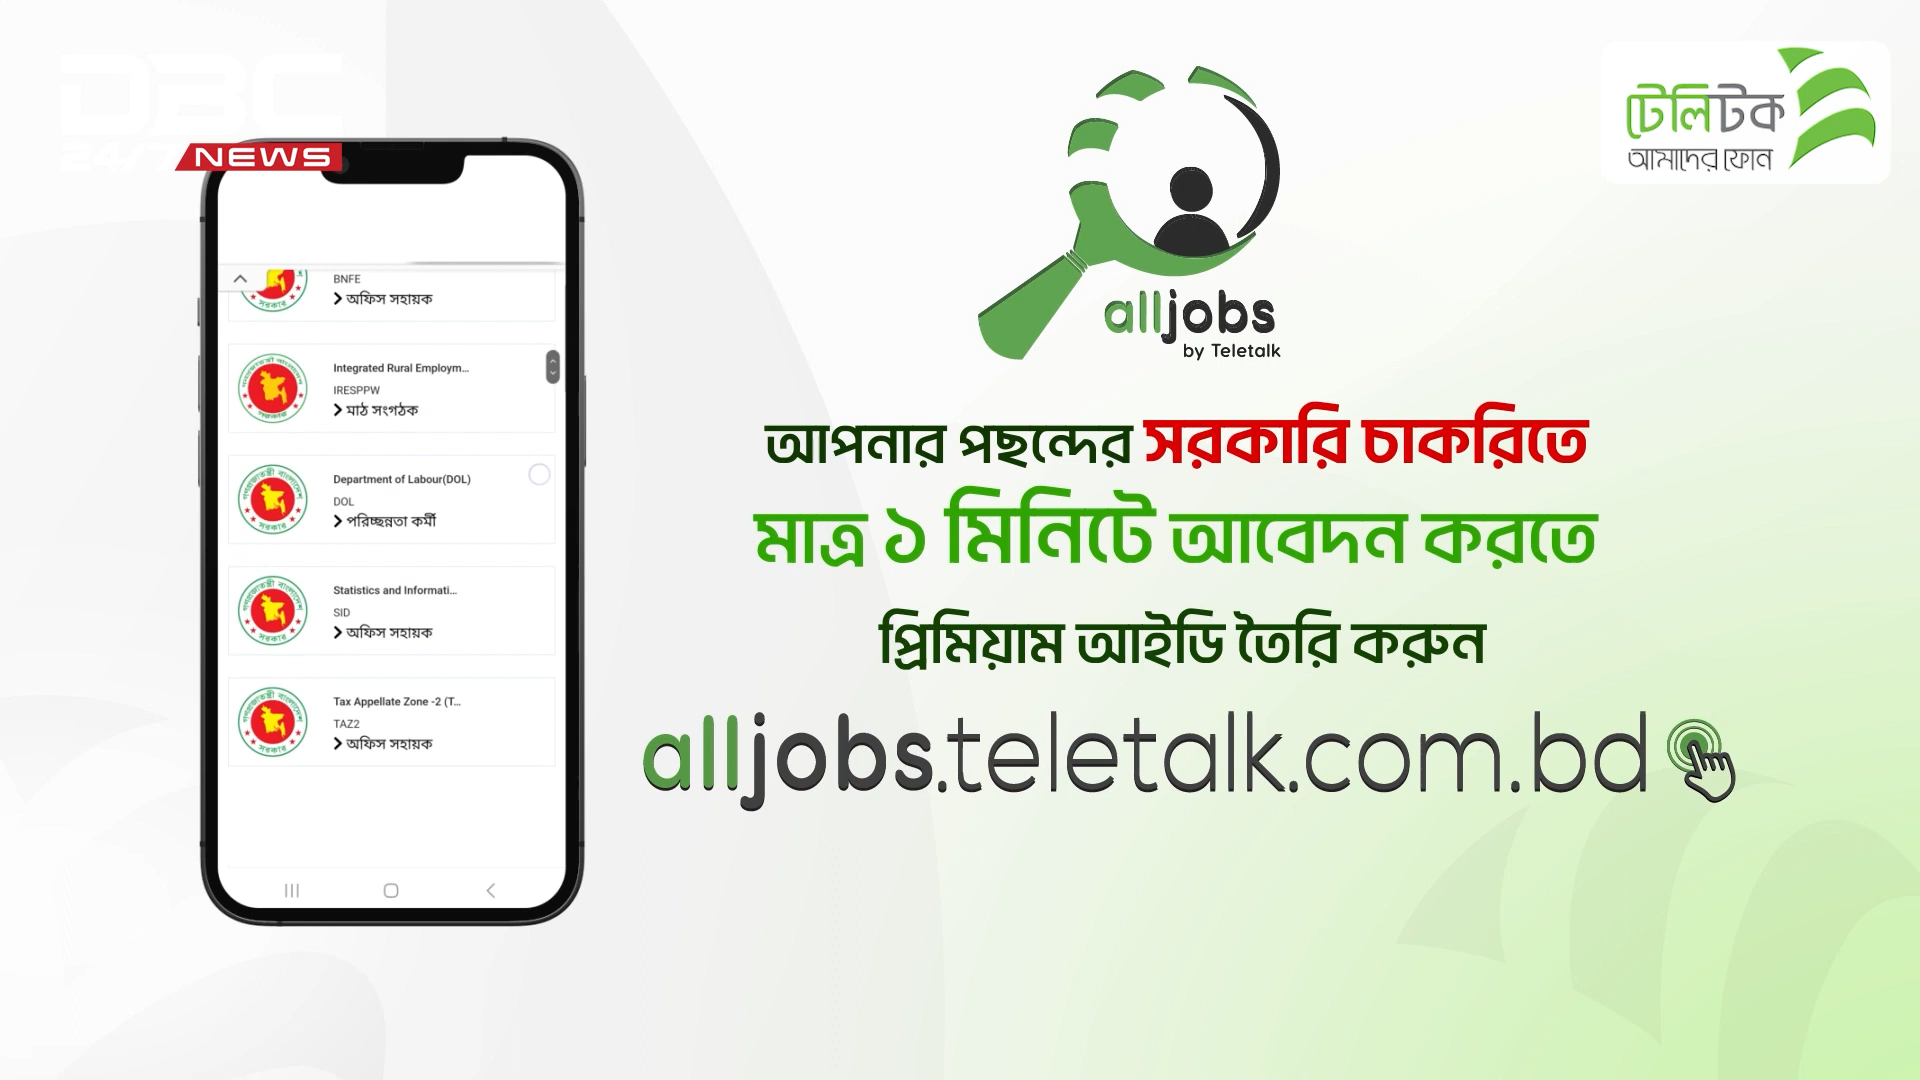 DBC
24/7 NEWS
BNFE
অফিস সহায়ক
Integrated Rural Employm...
IRESPPW
মাঠ সংগঠক
Department of Labour(DOL)
DOL
পরিচ্ছন্নতা কর্মী
Statistics and Informati...
SID
অফিস সহায়ক
Tax Appellate Zone -2 (T...
TAZ2
অফিস সহায়ক
alljobs
by Teletalk
টেলিটক
আমাদের ফোন
আপনার পছন্দের সরকারি চাকরিতে
মাত্র ১ মিনিটে আবেদন করতে
প্রিমিয়াম আইডি তৈরি করুন
alljobs.teletalk.com.bd